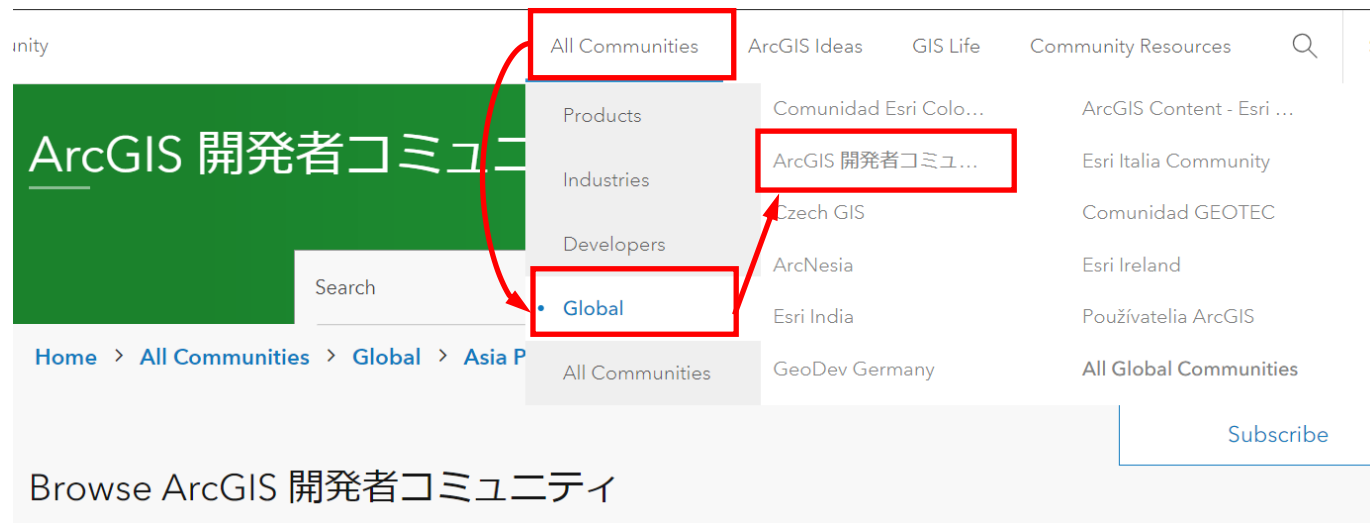 unity
All Communities
ArcGIS Ideas
GIS Life
Community Resources
ArcGIS 開発者コミュニ
Search
Products
Industries
Developers
Global
All Communities
Comunidad Esri Colo...
ArcGIS 開発者コミュ...
Czech GIS
ArcNesia
Esri India
GeoDev Germany
ArcGIS Content - Esri ...
Esri Italia Community
Comunidad GEOTEC
Esri Ireland
Používatelia ArcGIS
All Global Communities
Home > All Communities > Global > Asia P
Subscribe
Browse ArcGIS 開発者コミュニティ